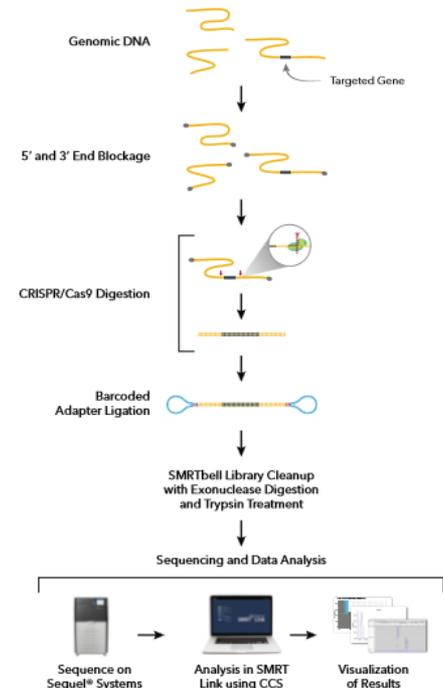 Genomic DNA
Targeted Gene
5' and 3' End Blockage
CRISPR/Cas9 Digestion
Barcoded
Adapter Ligation
SMRTbell Library Cleanup
with Exonuclease Digestion
and Trypsin Treatment
Sequencing and Data Analysis
Sequence on
Sequel® Systems
Analysis in SMRT
Link using CCS
Visualization
of Results